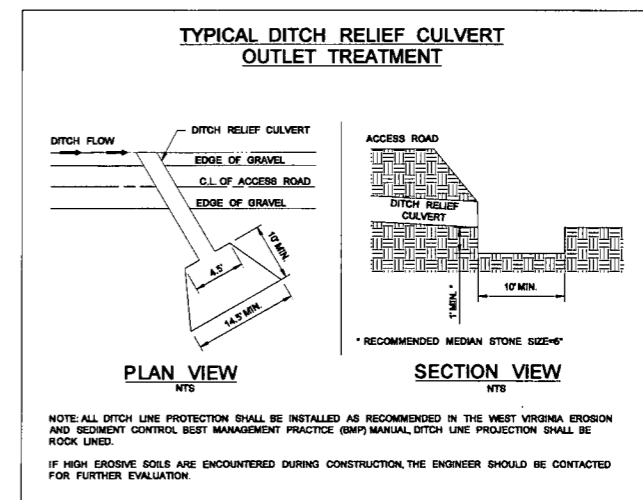 TYPICAL DITCH RELIEF CULVERT
OUTLET TREATMENT
DITCH FLOW
DITCH RELIEF CULVERT
EDGE OF GRAVEL
C.L. OF ACCESS ROAD
EDGE OF GRAVEL
10' MIN.
4.5'
14.5' MIN.
PLAN VIEW
NTS
ACCESS ROAD
DITCH RELIEF
CULVERT
1' MIN. *
10' MIN.
* RECOMMENDED MEDIAN STONE SIZE=6"
SECTION VIEW
NTS
NOTE: ALL DITCH LINE PROTECTION SHALL BE INSTALLED AS RECOMMENDED IN THE WEST VIRGINIA EROSION
AND SEDIMENT CONTROL BEST MANAGEMENT PRACTICE (BMP) MANUAL, DITCH LINE PROJECTION SHALL BE
ROCK LINED.
IF HIGH EROSIVE SOILS ARE ENCOUNTERED DURING CONSTRUCTION, THE ENGINEER SHOULD BE CONTACTED
FOR FURTHER EVALUATION.